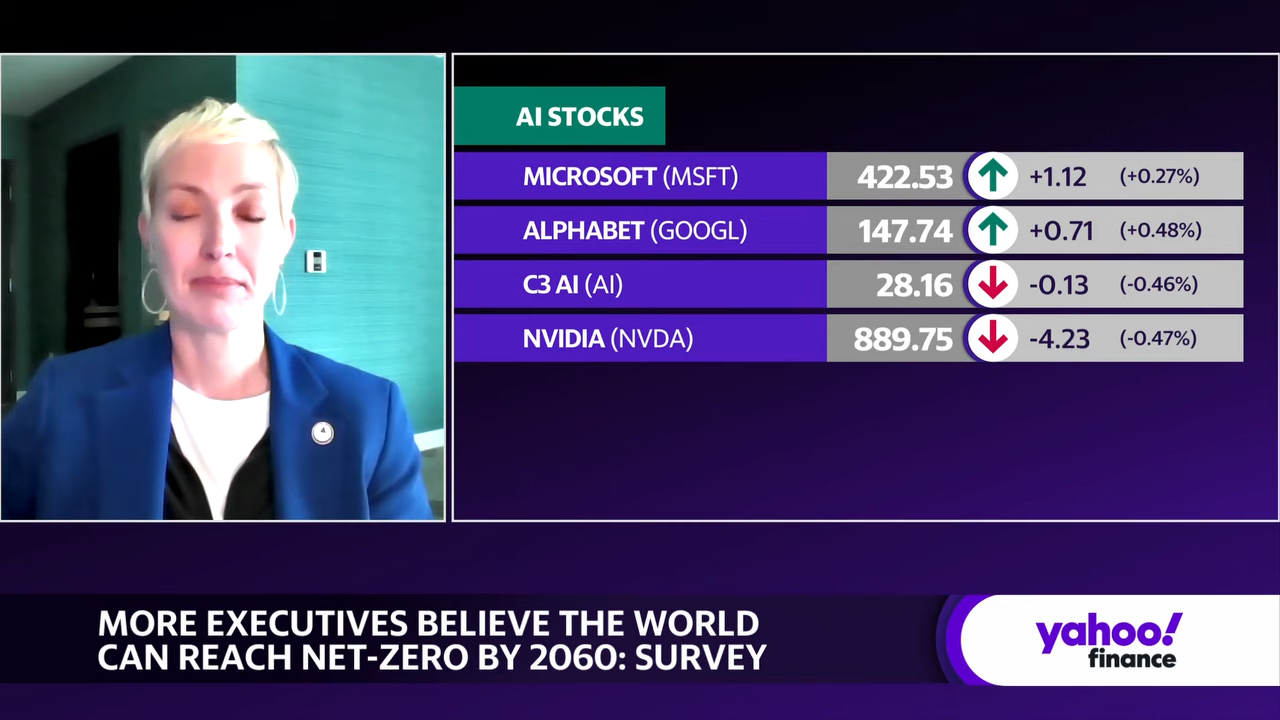 AI STOCKS
MICROSOFT (MSFT) 422.53 +1.12 (+0.27%)
ALPHABET (GOOGL) 147.74 +0.71 (+0.48%)
C3 AI (AI) 28.16 -0.13 (-0.46%)
NVIDIA (NVDA) 889.75 -4.23 (-0.47%)
MORE EXECUTIVES BELIEVE THE WORLD
CAN REACH NET-ZERO BY 2060: SURVEY
yahoo!
finance